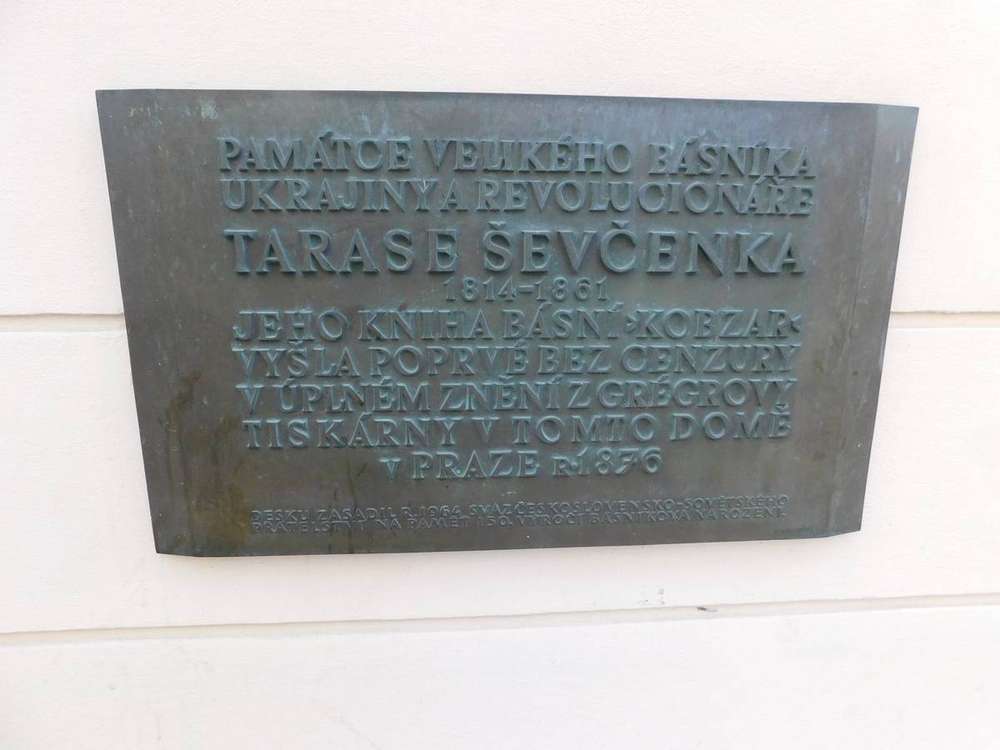 PAMÁTCE VELIKÉHO BÁSNÍKA
UKRAJINY A REVOLUCIONÁŘE
TARASE ŠEVČENKA
1814-1861
JEHO KNIHA BÁSNÍ ›KOBZAR‹
VYŠLA POPRVÉ BEZ CENZURY
V ÚPLNÉM ZNĚNÍ Z GRÉGROVY
TISKÁRNY V TOMTO DOMĚ
V PRAZE R 1876
DESKU ZASADIL R. 1964 SVAZ ČESKOSLOVENSKO-SOVĚTSKÉHO
PŘÁTELSTVÍ NA PAMĚŤ 150. VÝROČÍ BÁSNÍKOVA NAROZENÍ